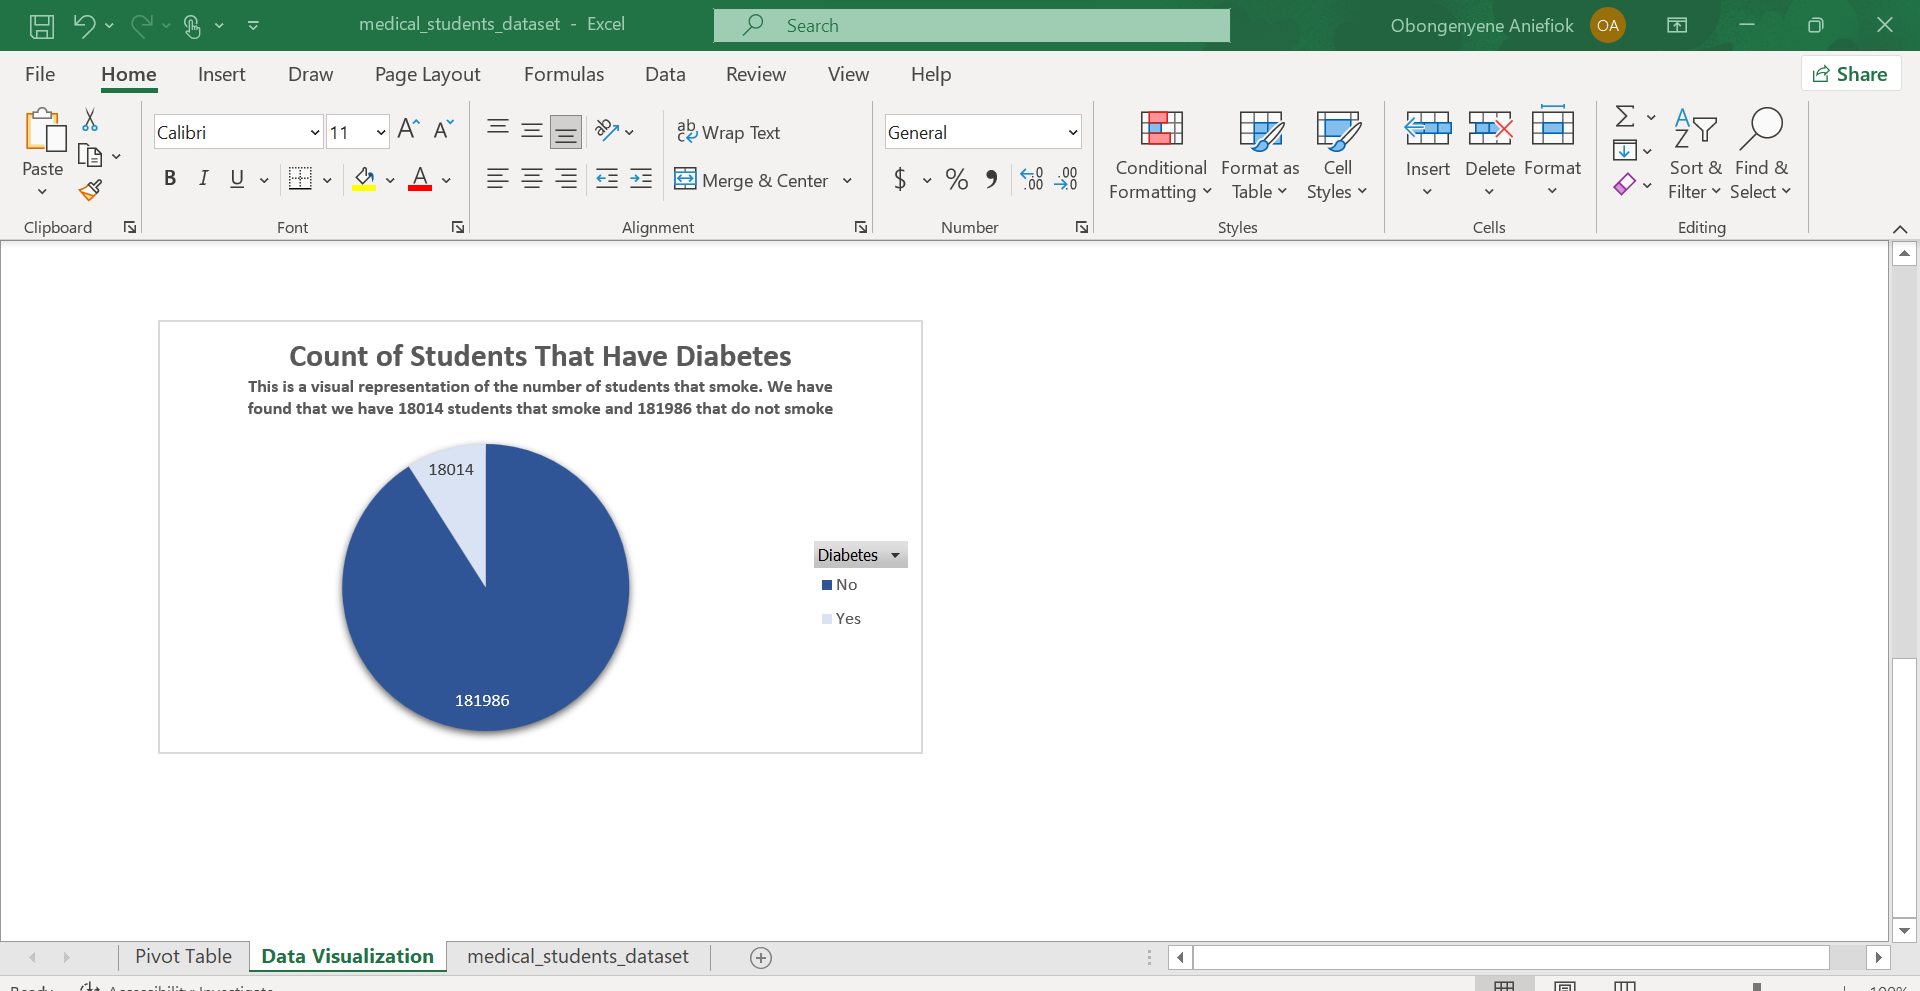 medical_students_dataset - Excel
Search
Obongenyene Aniefiok
OA
File Home Insert Draw Page Layout Formulas Data Review View Help
Share
Paste
Clipboard
Calibri 11
B I U
Font
Wrap Text
Merge & Center
Alignment
General
$ % 
Number
Conditional Formatting
Format as Table
Cell Styles
Styles
Insert Delete Format
Cells
Sort & Filter
Find & Select
Editing
Count of Students That Have Diabetes
This is a visual representation of the number of students that smoke. We have
found that we have 18014 students that smoke and 181986 that do not smoke
18014
181986
Diabetes
No
Yes
Pivot Table Data Visualization medical_students_dataset
Ready Accessibility: Investigate 100%